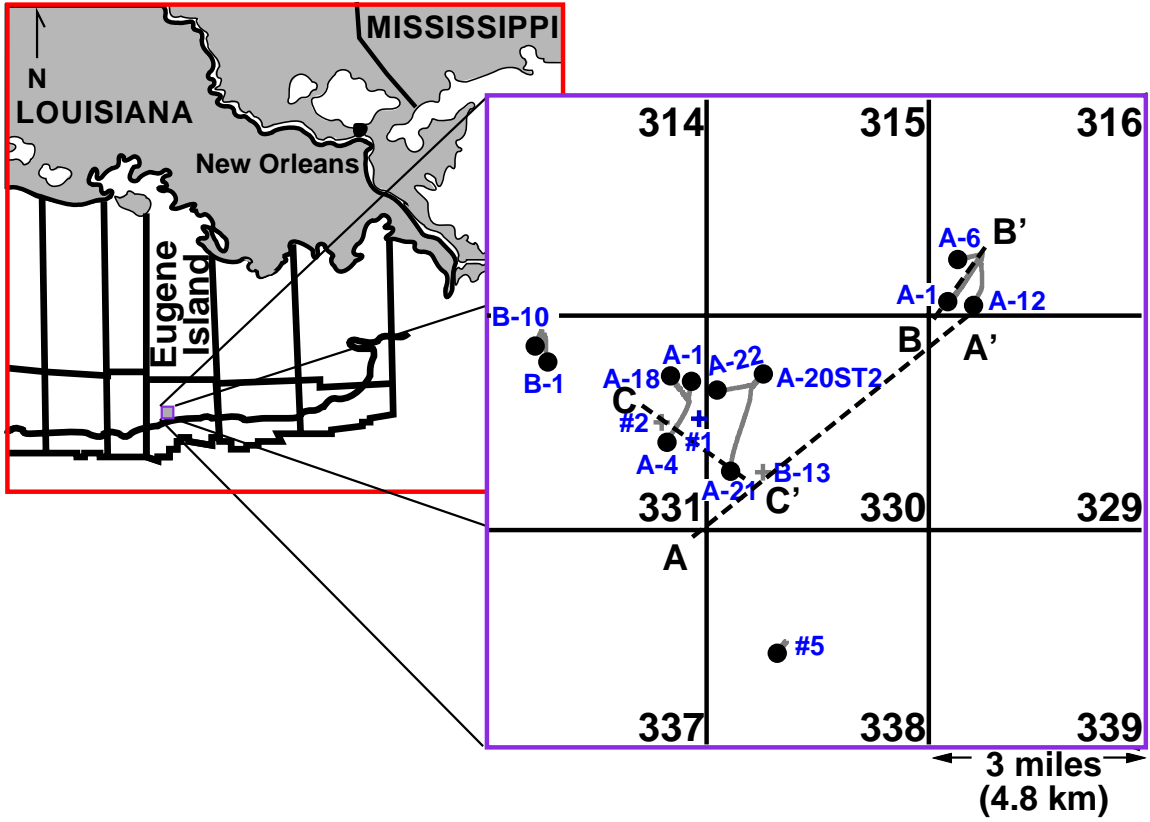 MISSISSIPPI
N
LOUISIANA
New Orleans
Eugene
Island
314
315
316
A-6
B’
A-1
A-12
B-10
B
A’
B-1
A-18
A-1
A-22
A-20ST2
C
#2
#1
A-4
A-21
B-13
C’
331
330
329
A
#5
337
338
339
3 miles
(4.8 km)